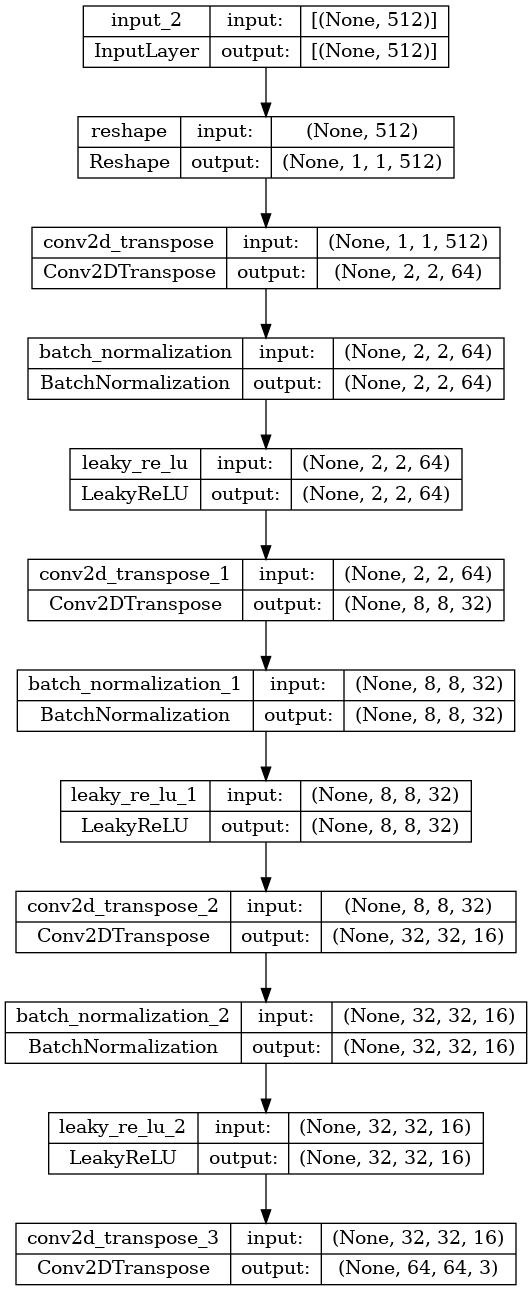 input_2 input: [(None, 512)]
InputLayer output: [(None, 512)]
reshape input: (None, 512)
Reshape output: (None, 1, 1, 512)
conv2d_transpose input: (None, 1, 1, 512)
Conv2DTranspose output: (None, 2, 2, 64)
batch_normalization input: (None, 2, 2, 64)
BatchNormalization output: (None, 2, 2, 64)
leaky_re_lu input: (None, 2, 2, 64)
LeakyReLU output: (None, 2, 2, 64)
conv2d_transpose_1 input: (None, 2, 2, 64)
Conv2DTranspose output: (None, 8, 8, 32)
batch_normalization_1 input: (None, 8, 8, 32)
BatchNormalization output: (None, 8, 8, 32)
leaky_re_lu_1 input: (None, 8, 8, 32)
LeakyReLU output: (None, 8, 8, 32)
conv2d_transpose_2 input: (None, 8, 8, 32)
Conv2DTranspose output: (None, 32, 32, 16)
batch_normalization_2 input: (None, 32, 32, 16)
BatchNormalization output: (None, 32, 32, 16)
leaky_re_lu_2 input: (None, 32, 32, 16)
LeakyReLU output: (None, 32, 32, 16)
conv2d_transpose_3 input: (None, 32, 32, 16)
Conv2DTranspose output: (None, 64, 64, 3)